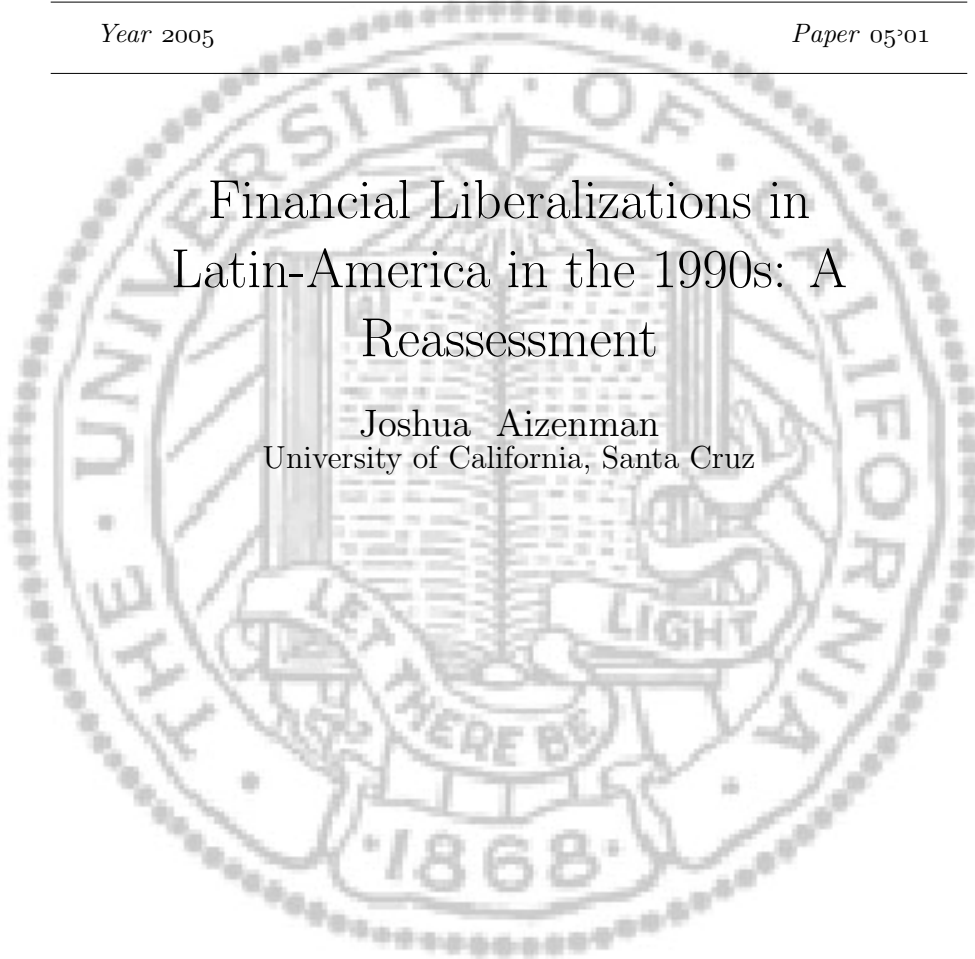 Year 2005 Paper 05'01
Financial Liberalizations in
Latin-America in the 1990s: A
Reassessment
Joshua Aizenman
University of California, Santa Cruz
THE · UNIVERSITY · OF · CALIFORNIA ·
LET THERE BE
LIGHT
·1868·